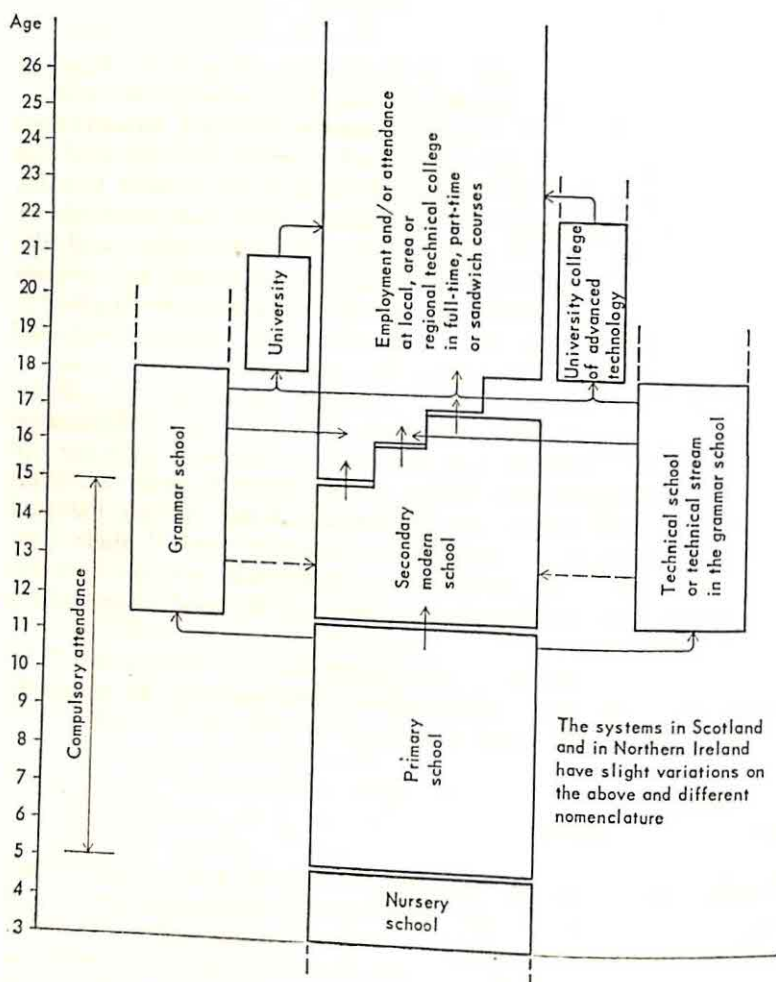 Age
26
25
24
23
22
21
20
19
18
17
16
15
14
13
12
11
10
9
8
7
6
5
4
3
Compulsory attendance
Grammar school
University
Employment and/or attendance
at local, area or
regional technical college
in full-time, part-time
or sandwich courses
University college
of advanced
technology
Secondary
modern
school
Technical school
or technical stream
in the grammar school
Primary
school
The systems in Scotland
and in Northern Ireland
have slight variations on
the above and different
nomenclature
Nursery
school